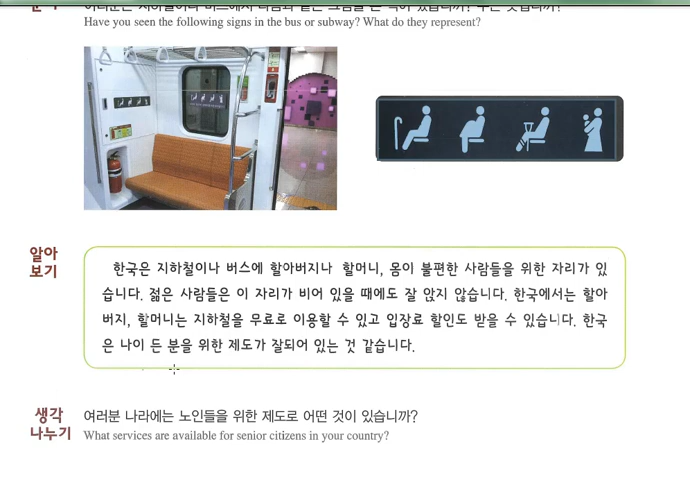 Have you seen the following signs in the bus or subway? What do they represent?
알아
보기
한국은 지하철이나 버스에 할아버지나 할머니, 몸이 불편한 사람들을 위한 자리가 있
습니다. 젊은 사람들은 이 자리가 비어 있을 때에도 잘 앉지 않습니다. 한국에서는 할아
버지, 할머니는 지하철을 무료로 이용할 수 있고 입장료 할인도 받을 수 있습니다. 한국
은 나이 든 분을 위한 제도가 잘되어 있는 것 같습니다.
생각
나누기
여러분 나라에는 노인들을 위한 제도로 어떤 것이 있습니까?
What services are available for senior citizens in your country?